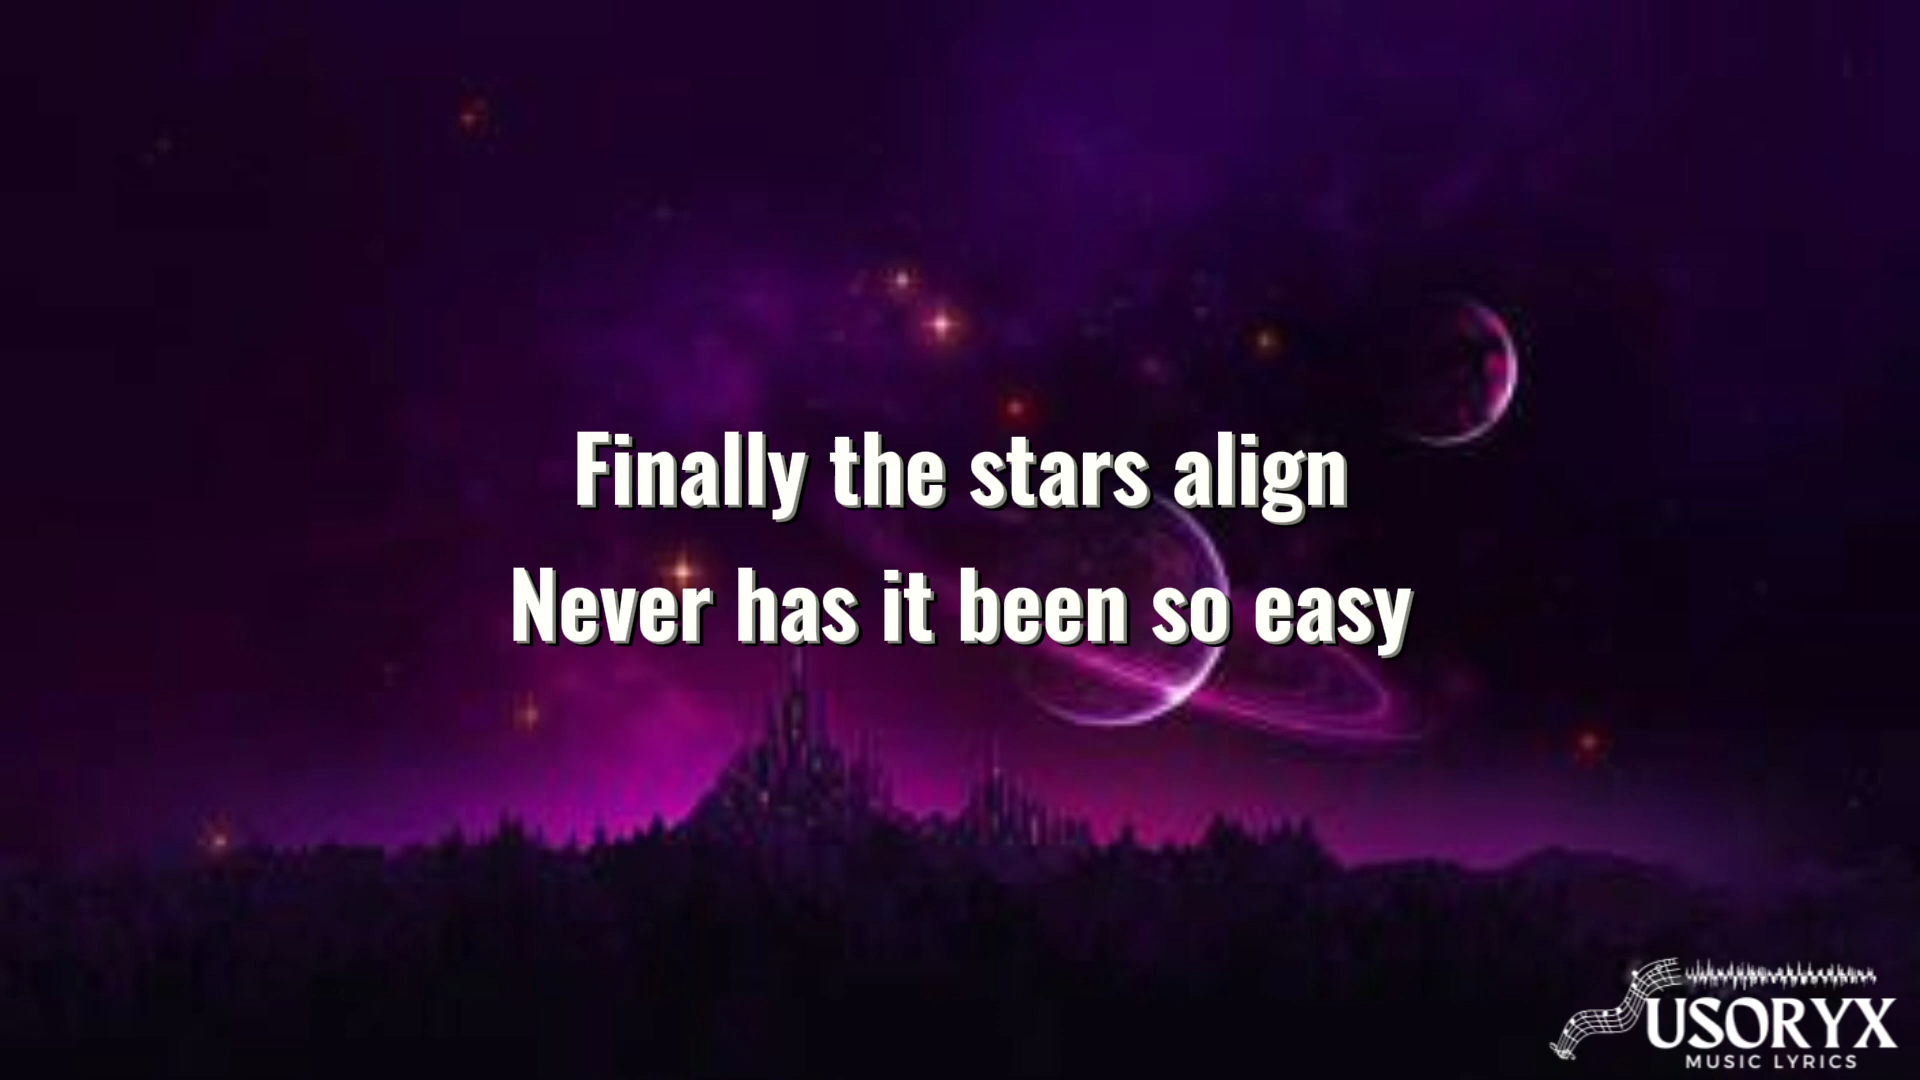 Finally the stars align
Never has it been so easy
USORYX
MUSIC LYRICS